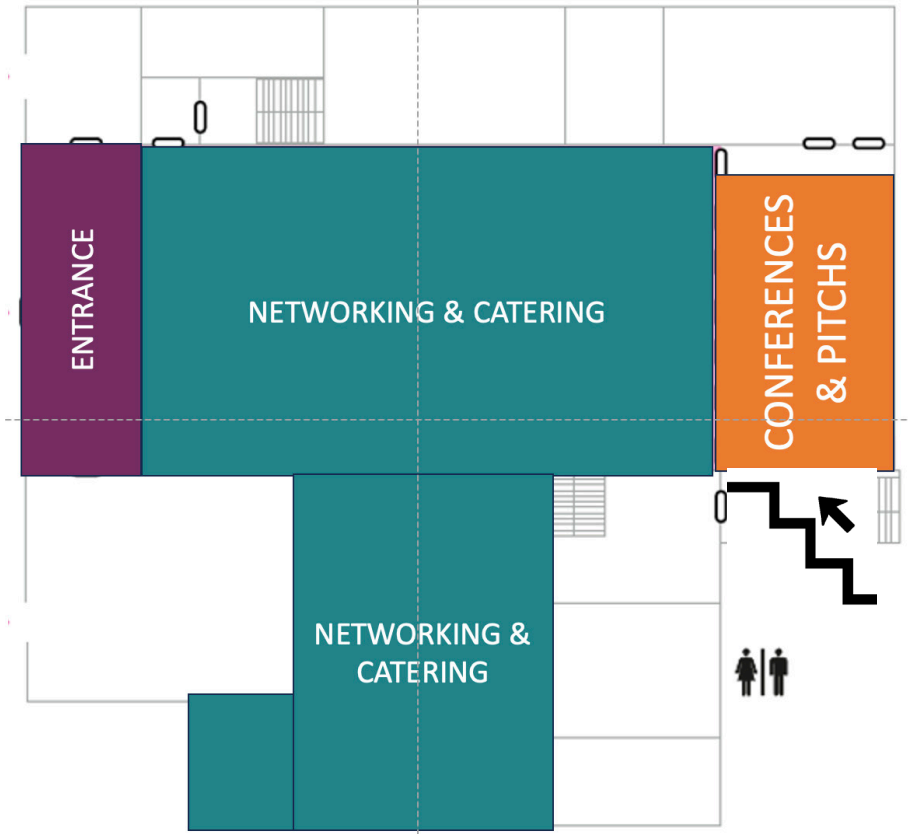 ENTRANCE
NETWORKING & CATERING
CONFERENCES
& PITCHS
NETWORKING &
CATERING